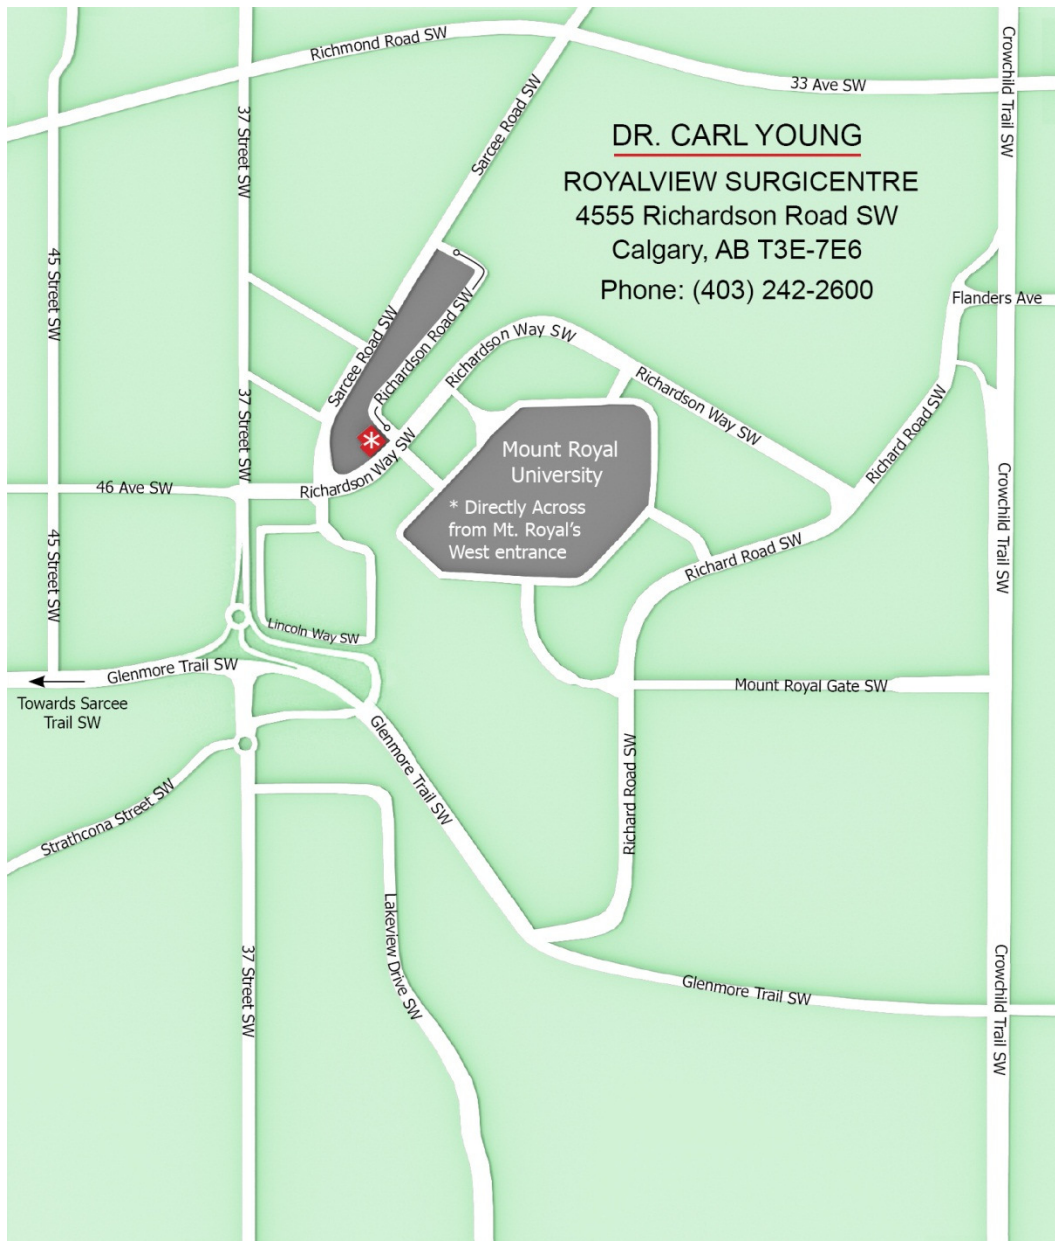 Richmond Road SW
33 Ave SW
Crowchild Trail SW
37 Street SW
Sarcee Road SW
DR. CARL YOUNG
ROYALVIEW SURGICENTRE
4555 Richardson Road SW
Calgary, AB T3E-7E6
Phone: (403) 242-2600
45 Street SW
Flanders Ave
Sarcee Road SW
Richardson Road SW
Richardson Way SW
Richardson Way SW
Richard Road SW
37 Street SW
*
Richardson Way SW
Mount Royal
University
* Directly Across
from Mt. Royal's
West entrance
46 Ave SW
Crowchild Trail SW
45 Street SW
Richard Road SW
Lincoln Way SW
Glenmore Trail SW
Towards Sarcee
Trail SW
Mount Royal Gate SW
Glenmore Trail SW
Richard Road SW
Strathcona Street SW
Lakeview Drive SW
37 Street SW
Glenmore Trail SW
Crowchild Trail SW